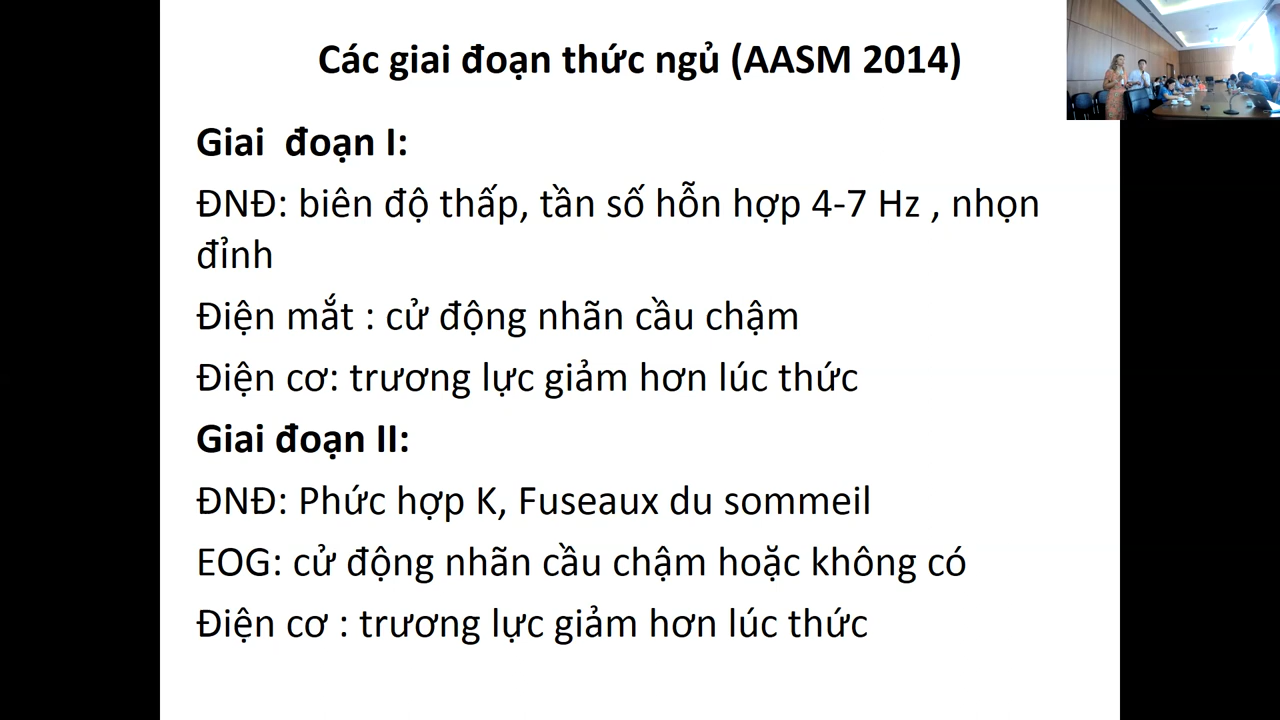 Các giai đoạn thức ngủ (AASM 2014)
Giai  đoạn I:
ĐNĐ: biên độ thấp, tần số hỗn hợp 4-7 Hz , nhọn
đỉnh
Điện mắt : cử động nhãn cầu chậm
Điện cơ: trương lực giảm hơn lúc thức
Giai đoạn II:
ĐNĐ: Phức hợp K, Fuseaux du sommeil
EOG: cử động nhãn cầu chậm hoặc không có
Điện cơ : trương lực giảm hơn lúc thức